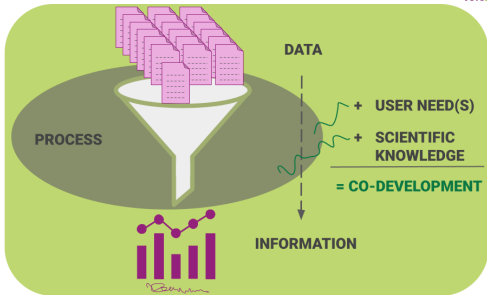 DATA
+ USER NEED(S)
PROCESS
+ SCIENTIFIC
KNOWLEDGE
= CO-DEVELOPMENT
INFORMATION